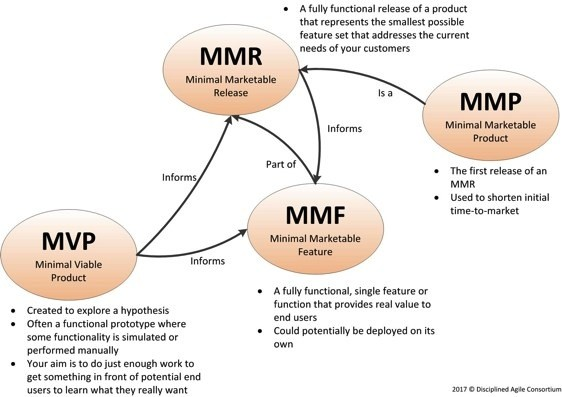 • A fully functional release of a product
that represents the smallest possible
feature set that addresses the current
needs of your customers
MMR
Minimal Marketable
Release
Is a
MMP
Minimal Marketable
Product
Informs
Part of
• The first release of an
MMR
• Used to shorten initial
time-to-market
Informs
MMF
Minimal Marketable
Feature
MVP
Minimal Viable
Product
Informs
• A fully functional, single feature or
function that provides real value to
end users
• Could potentially be deployed on its
own
• Created to explore a hypothesis
• Often a functional prototype where
some functionality is simulated or
performed manually
• Your aim is to do just enough work to
get something in front of potential end
users to learn what they really want
2017 © Disciplined Agile Consortium